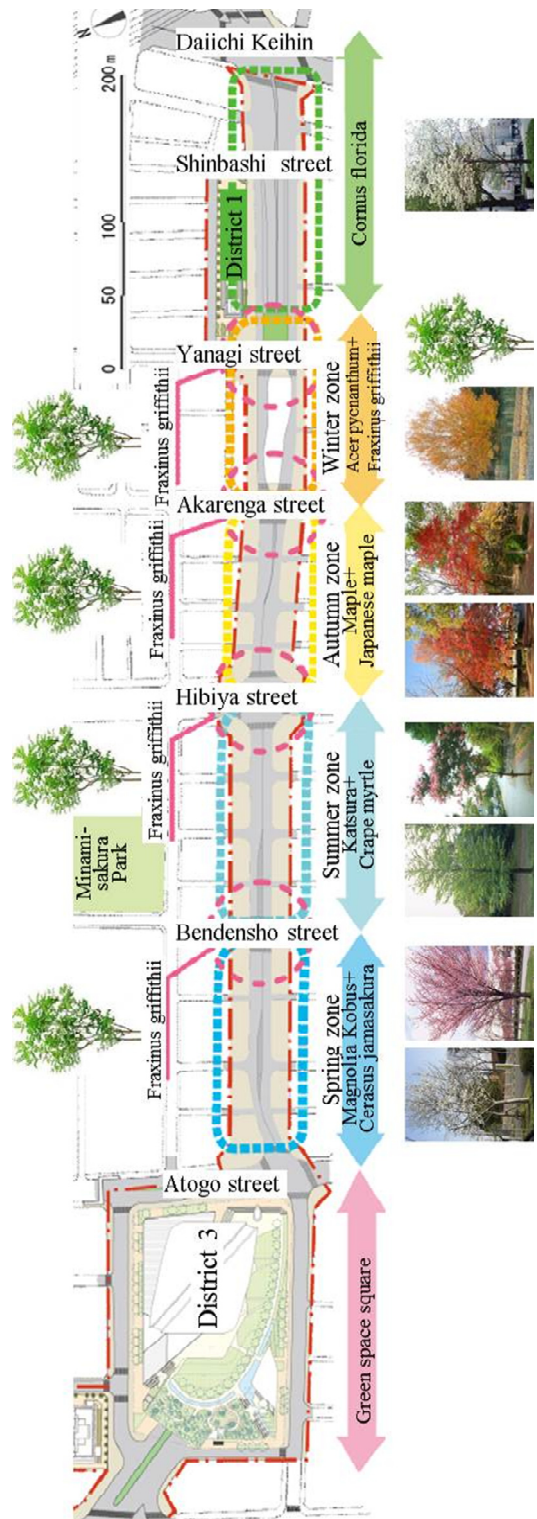 Daiichi Keihin
200 m
Shinbashi street
District 1
100
50
0
Cornus florida
Yanagi street
Fraxinus griffithii
Winter zone
Acer pycnanthum+
Fraxinus griffithii
Akarenga street
Fraxinus griffithii
Autumn zone
Maple+
Japanese maple
Hibiya street
Fraxinus griffithii
Minami-
sakura
Park
Summer zone
Katsura+
Crape myrtle
Bendensho street
Fraxinus griffithii
Spring zone
Magnolia Kobus+
Cerasus jamasakura
Atogo street
District 3
Green space square